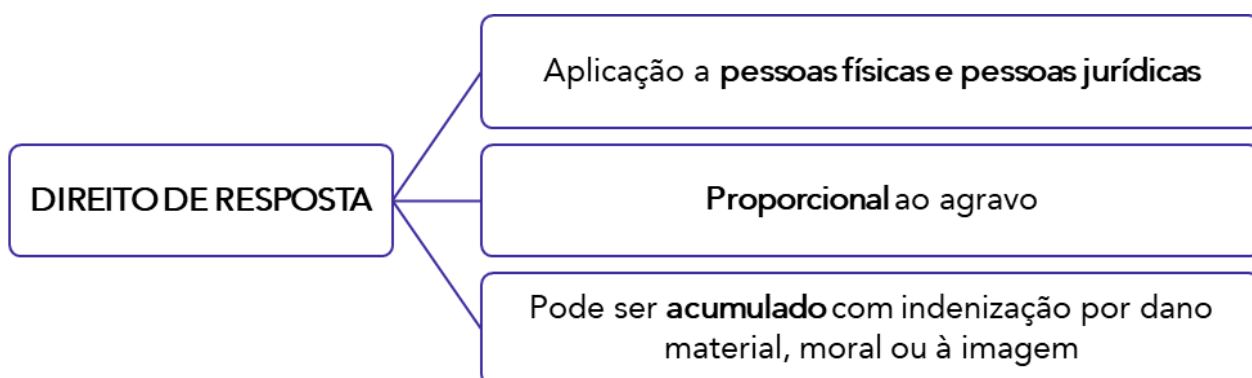 DIREITO DE RESPOSTA
Aplicação a pessoas físicas e pessoas jurídicas
Proporcional ao agravo
Pode ser acumulado com indenização por dano
material, moral ou à imagem